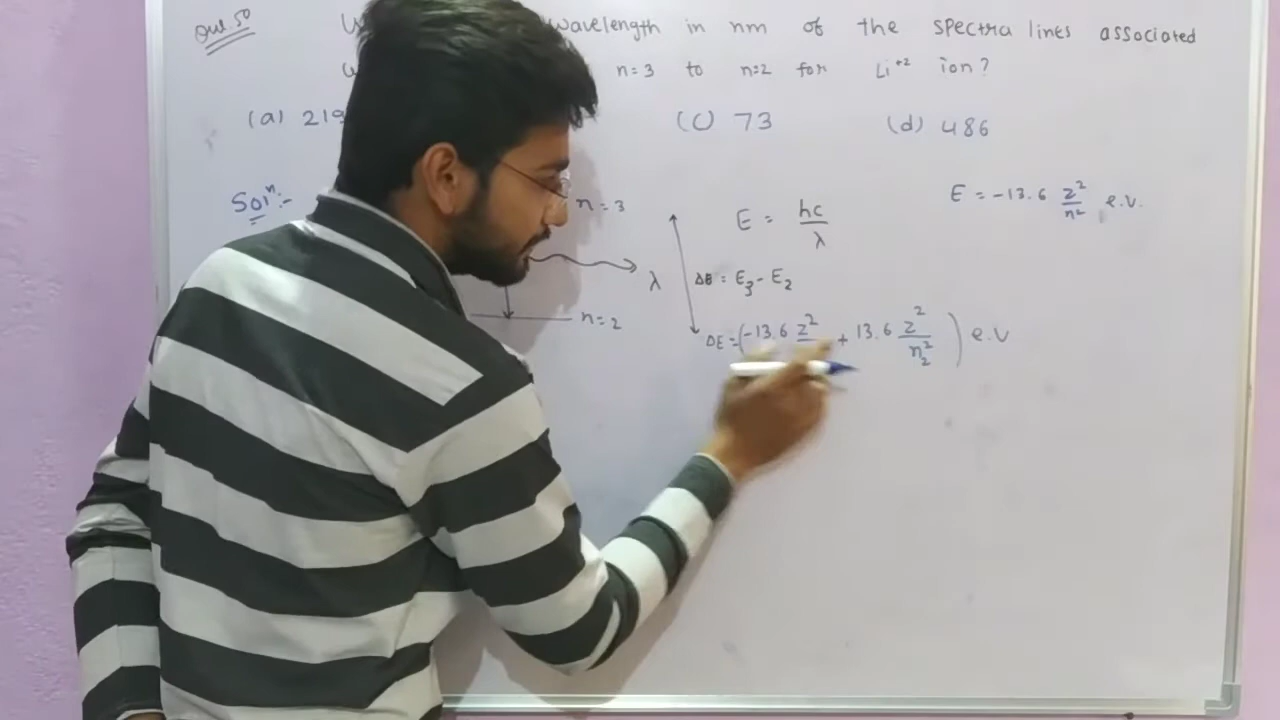 Que 50 wavelength in nm of the spectra lines associated
n=3 to n=2 for Li+2 ion?
(a) 219 (c) 73 (d) 486
Solⁿ:- n=3 E = hc/λ E = -13.6 z²/n² e.v.
λ ΔE = E₃ - E₂
n=2
ΔE = (-13.6 z² + 13.6 z²/n₂²) e.v